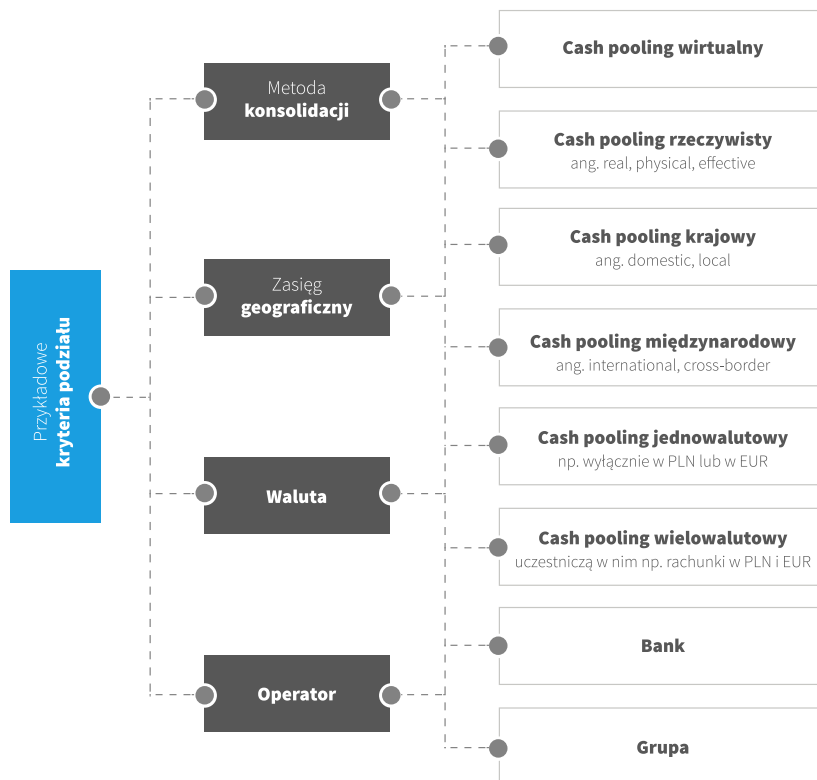 Przykładowe
kryteria podziału
Metoda
konsolidacji
Cash pooling wirtualny
Cash pooling rzeczywisty
ang. real, physical, effective
Zasięg
geograficzny
Cash pooling krajowy
ang. domestic, local
Cash pooling międzynarodowy
ang. international, cross-border
Waluta
Cash pooling jednowalutowy
np. wyłącznie w PLN lub w EUR
Cash pooling wielowalutowy
uczestniczą w nim np. rachunki w PLN i EUR
Operator
Bank
Grupa